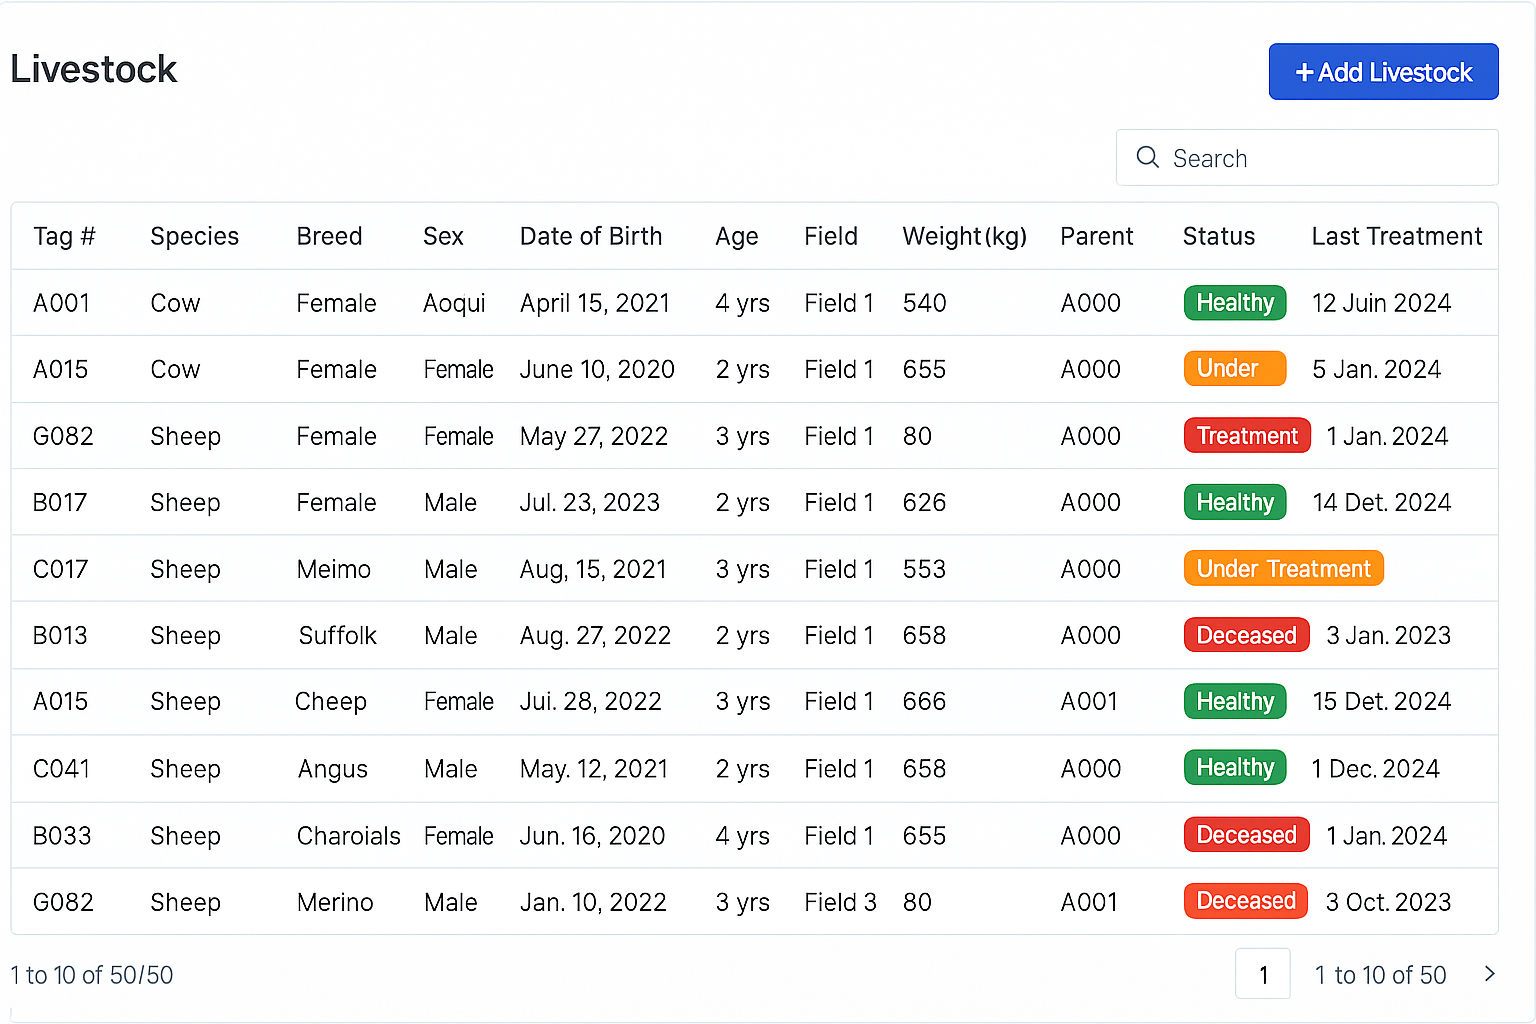 Livestock
+ Add Livestock
Search
Tag # Species Breed Sex Date of Birth Age Field Weight(kg) Parent Status Last Treatment
A001 Cow Female Aoqui April 15, 2021 4 yrs Field 1 540 A000 Healthy 12 Juin 2024
A015 Cow Female Female June 10, 2020 2 yrs Field 1 655 A000 Under 5 Jan. 2024
G082 Sheep Female Female May 27, 2022 3 yrs Field 1 80 A000 Treatment 1 Jan. 2024
B017 Sheep Female Male Jul. 23, 2023 2 yrs Field 1 626 A000 Healthy 14 Det. 2024
C017 Sheep Meimo Male Aug, 15, 2021 3 yrs Field 1 553 A000 Under Treatment
B013 Sheep Suffolk Male Aug. 27, 2022 2 yrs Field 1 658 A000 Deceased 3 Jan. 2023
A015 Sheep Cheep Female Jui. 28, 2022 3 yrs Field 1 666 A001 Healthy 15 Det. 2024
C041 Sheep Angus Male May. 12, 2021 2 yrs Field 1 658 A000 Healthy 1 Dec. 2024
B033 Sheep Charoials Female Jun. 16, 2020 4 yrs Field 1 655 A000 Deceased 1 Jan. 2024
G082 Sheep Merino Male Jan. 10, 2022 3 yrs Field 3 80 A001 Deceased 3 Oct. 2023
1 to 10 of 50/50 1 1 to 10 of 50 >